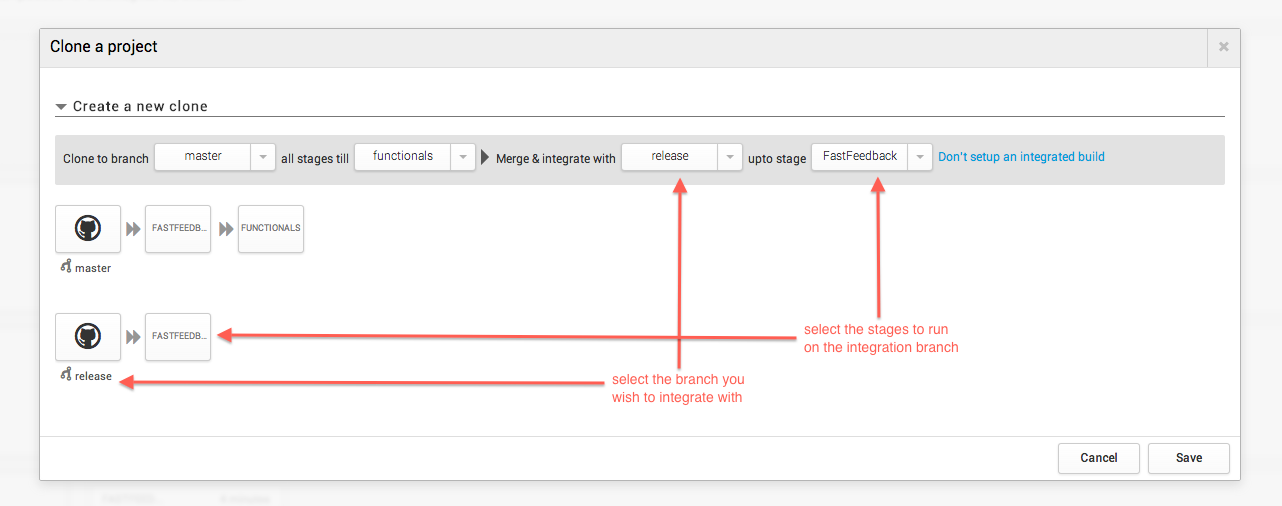 Clone a project
Create a new clone
Clone to branch master all stages till functionals Merge & integrate with release upto stage FastFeedback Don't setup an integrated build
FASTFEEDB... FUNCTIONALS
master
FASTFEEDB...
release
select the stages to run
on the integration branch
select the branch you
wish to integrate with
Cancel Save